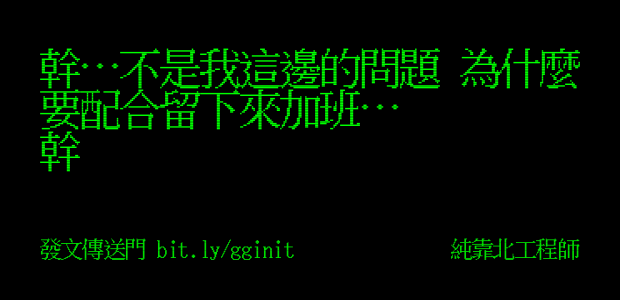 幹⋯不是我這邊的問題 為什麼
要配合留下來加班⋯
幹
發文傳送門 bit.ly/gginit
純靠北工程師